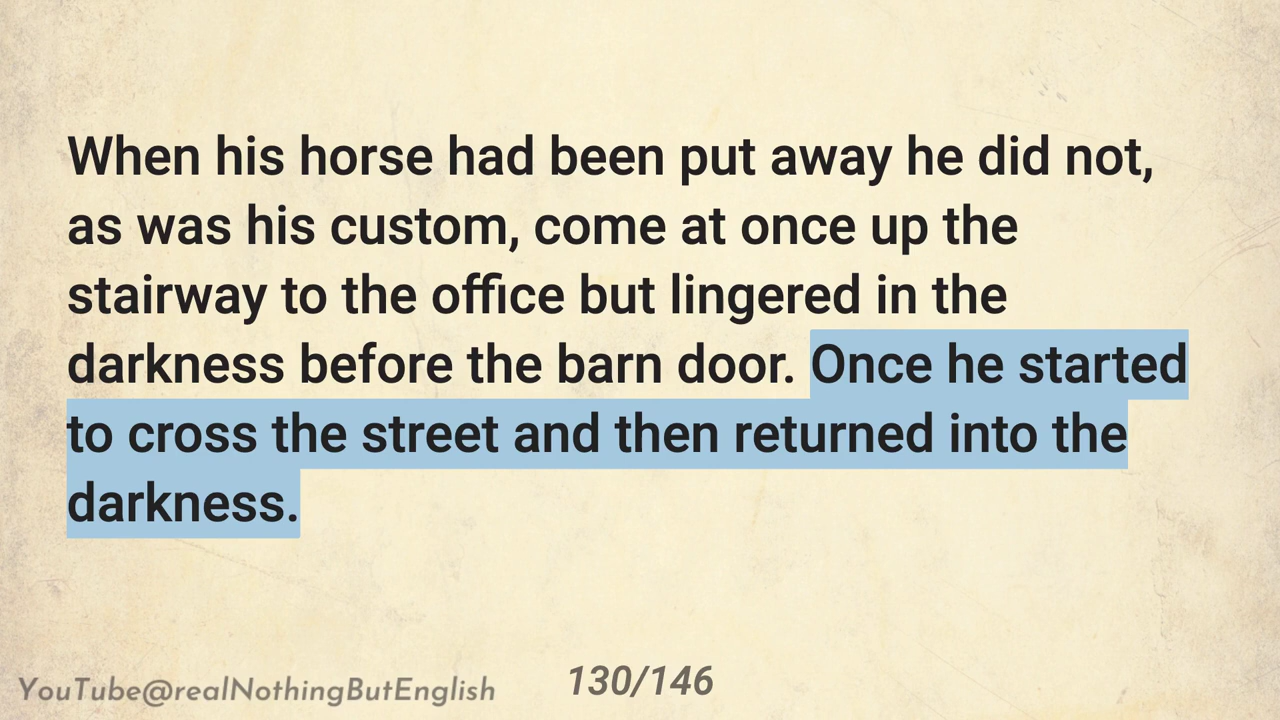 When his horse had been put away he did not,
as was his custom, come at once up the
stairway to the office but lingered in the
darkness before the barn door. Once he started
to cross the street and then returned into the
darkness.
YouTube@realNothingButEnglish
130/146